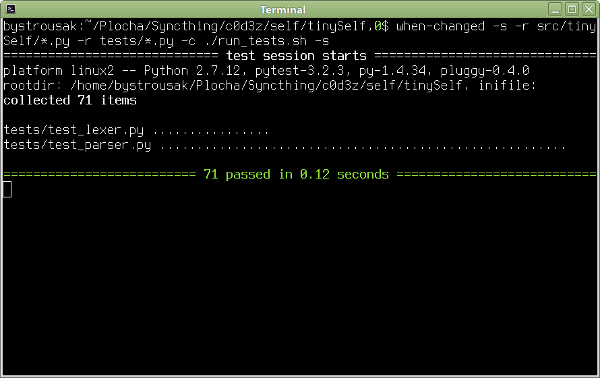 Terminal
bystrousak:~/Plocha/Syncthing/c0d3z/self/tinySelf,0$ when-changed -s -r src/tiny
Self/*.py -r tests/*.py -c ./run_tests.sh -s
============================= test session starts ==============================
platform linux2 -- Python 2.7.12, pytest-3.2.3, py-1.4.34, pluggy-0.4.0
rootdir: /home/bystrousak/Plocha/Syncthing/c0d3z/self/tinySelf, inifile:
collected 71 items
tests/test_lexer.py ................
tests/test_parser.py .......................................................
========================== 71 passed in 0.12 seconds ===========================